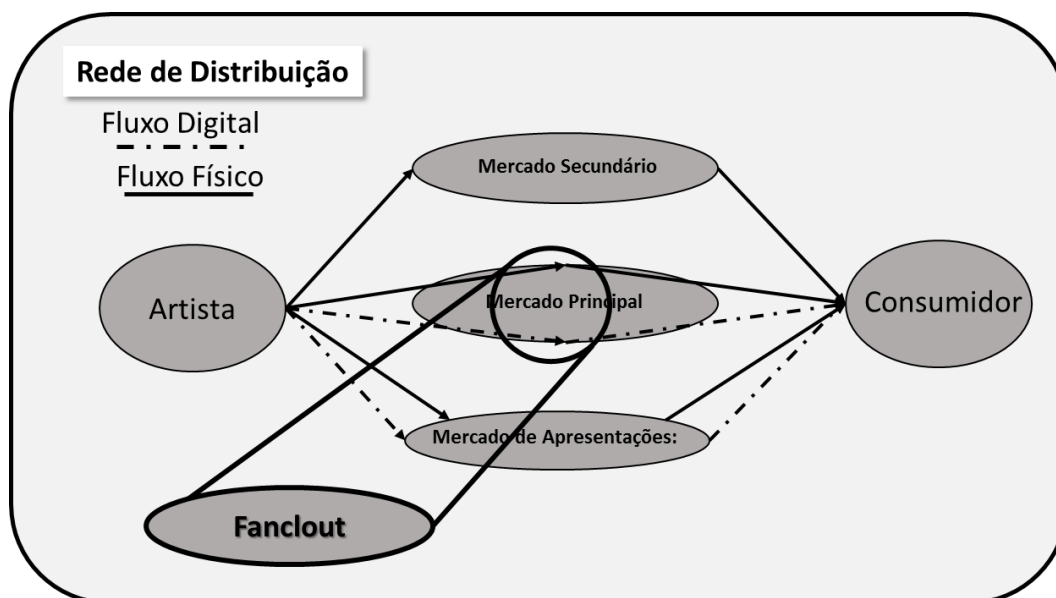 Rede de Distribuição
Fluxo Digital
Fluxo Físico
Mercado Secundário
Artista
Mercado Principal
Consumidor
Mercado de Apresentações:
Fanclout